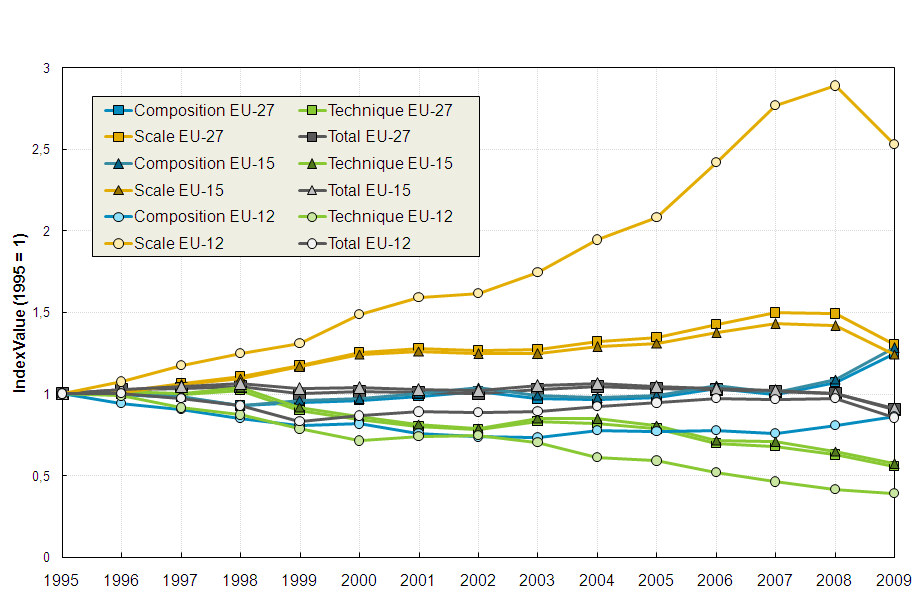 3
2,5
2
1,5
1
0,5
0
IndexValue (1995 = 1)
Composition EU-27 Technique EU-27
Scale EU-27 Total EU-27
Composition EU-15 Technique EU-15
Scale EU-15 Total EU-15
Composition EU-12 Technique EU-12
Scale EU-12 Total EU-12
1995 1996 1997 1998 1999 2000 2001 2002 2003 2004 2005 2006 2007 2008 2009